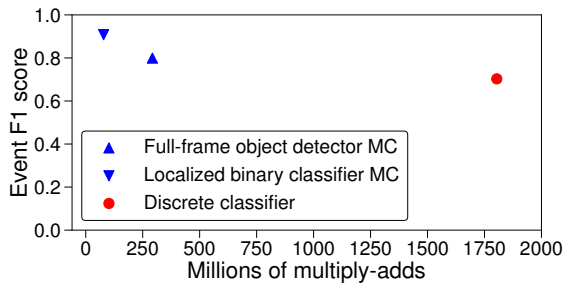 1.0
0.8
0.6
0.4
0.2
0.0
Event F1 score
Full-frame object detector MC
Localized binary classifier MC
Discrete classifier
0 250 500 750 1000 1250 1500 1750 2000
Millions of multiply-adds